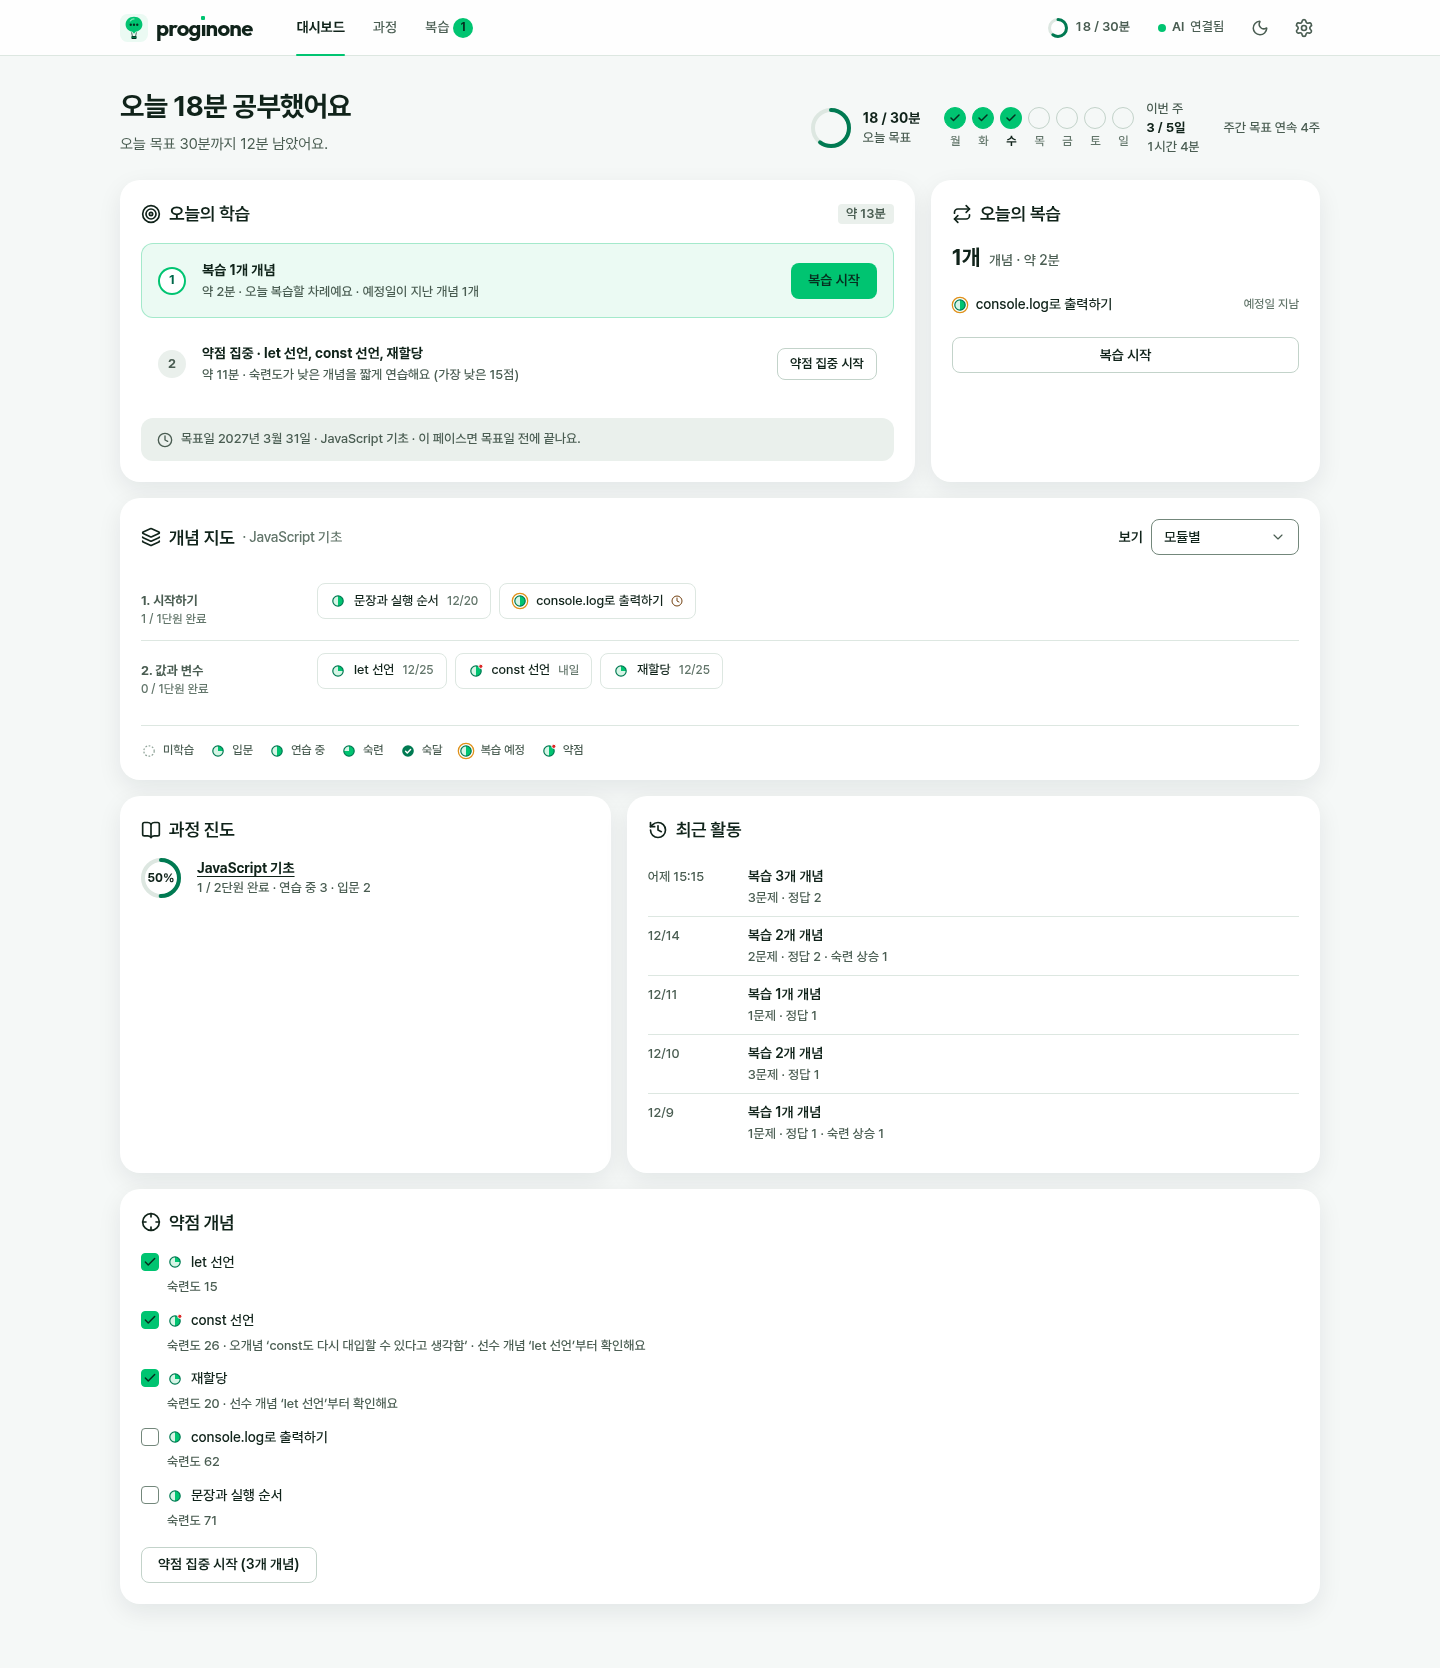 proginone
대시보드
과정
복습 1
18 / 30분
AI 연결됨
오늘 18분 공부했어요
오늘 목표 30분까지 12분 남았어요.
18 / 30분
오늘 목표
월 화 수 목 금 토 일
이번 주
3 / 5일
1시간 4분
주간 목표 연속 4주
오늘의 학습
약 13분
1
복습 1개 개념
약 2분 · 오늘 복습할 차례예요 · 예정일이 지난 개념 1개
복습 시작
2
약점 집중 · let 선언, const 선언, 재할당
약 11분 · 숙련도가 낮은 개념을 짧게 연습해요 (가장 낮은 15점)
약점 집중 시작
목표일 2027년 3월 31일 · JavaScript 기초 · 이 페이스면 목표일 전에 끝나요.
오늘의 복습
1개 개념 · 약 2분
console.log로 출력하기
예정일 지남
복습 시작
개념 지도 · JavaScript 기초
보기
모듈별
1. 시작하기
1 / 1단원 완료
문장과 실행 순서 12/20
console.log로 출력하기
2. 값과 변수
0 / 1단원 완료
let 선언 12/25
const 선언 내일
재할당 12/25
미학습 입문 연습 중 숙련 숙달 복습 예정 약점
과정 진도
50%
JavaScript 기초
1 / 2단원 완료 · 연습 중 3 · 입문 2
최근 활동
어제 15:15
복습 3개 개념
3문제 · 정답 2
12/14
복습 2개 개념
2문제 · 정답 2 · 숙련 상승 1
12/11
복습 1개 개념
1문제 · 정답 1
12/10
복습 2개 개념
3문제 · 정답 1
12/9
복습 1개 개념
1문제 · 정답 1 · 숙련 상승 1
약점 개념
let 선언
숙련도 15
const 선언
숙련도 26 · 오개념 ‘const도 다시 대입할 수 있다고 생각함’ · 선수 개념 ‘let 선언’부터 확인해요
재할당
숙련도 20 · 선수 개념 ‘let 선언’부터 확인해요
console.log로 출력하기
숙련도 62
문장과 실행 순서
숙련도 71
약점 집중 시작 (3개 개념)